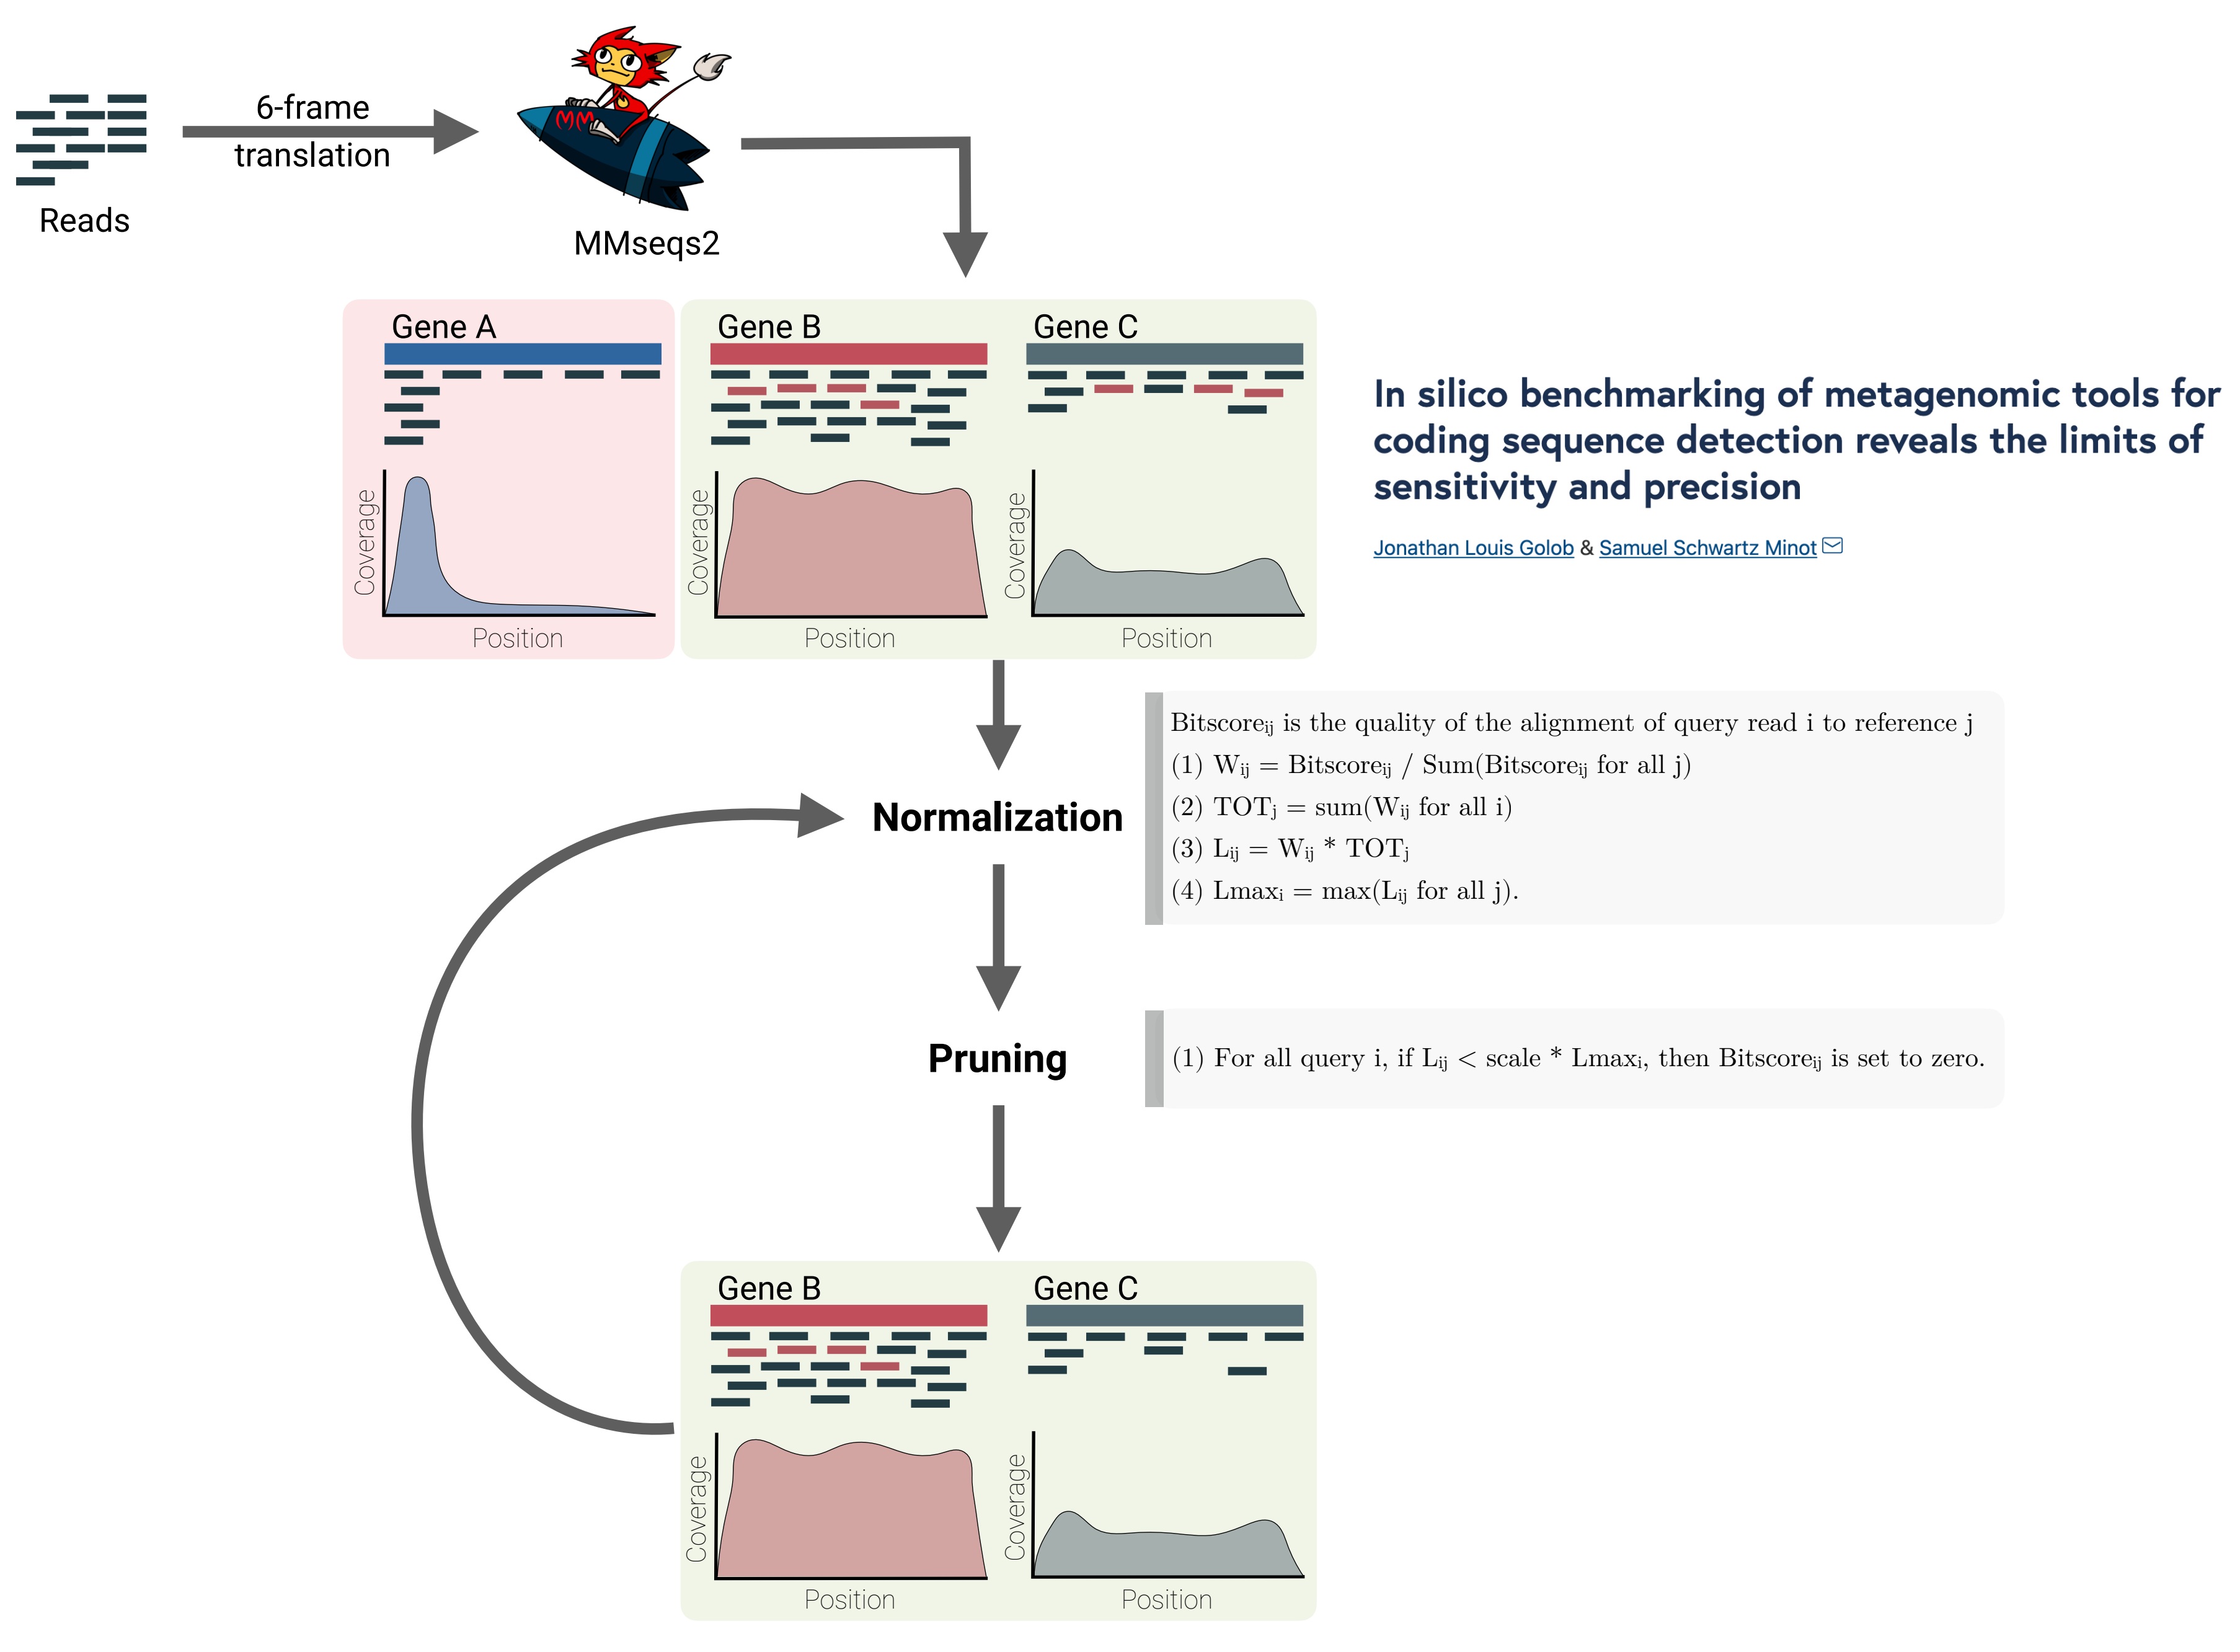 6-frame
translation
Reads
MM
MMseqs2
Gene A
Gene B
Gene C
Coverage
Position
Coverage
Position
Coverage
Position
In silico benchmarking of metagenomic tools for
coding sequence detection reveals the limits of
sensitivity and precision
Jonathan Louis Golob & Samuel Schwartz Minot
Normalization
Bitscoreᵢⱼ is the quality of the alignment of query read i to reference j
(1) Wᵢⱼ = Bitscoreᵢⱼ / Sum(Bitscoreᵢⱼ for all j)
(2) TOTⱼ = sum(Wᵢⱼ for all i)
(3) Lᵢⱼ = Wᵢⱼ * TOTⱼ
(4) Lmaxᵢ = max(Lᵢⱼ for all j).
Pruning
(1) For all query i, if Lᵢⱼ < scale * Lmaxᵢ, then Bitscoreᵢⱼ is set to zero.
Gene B
Gene C
Coverage
Position
Coverage
Position